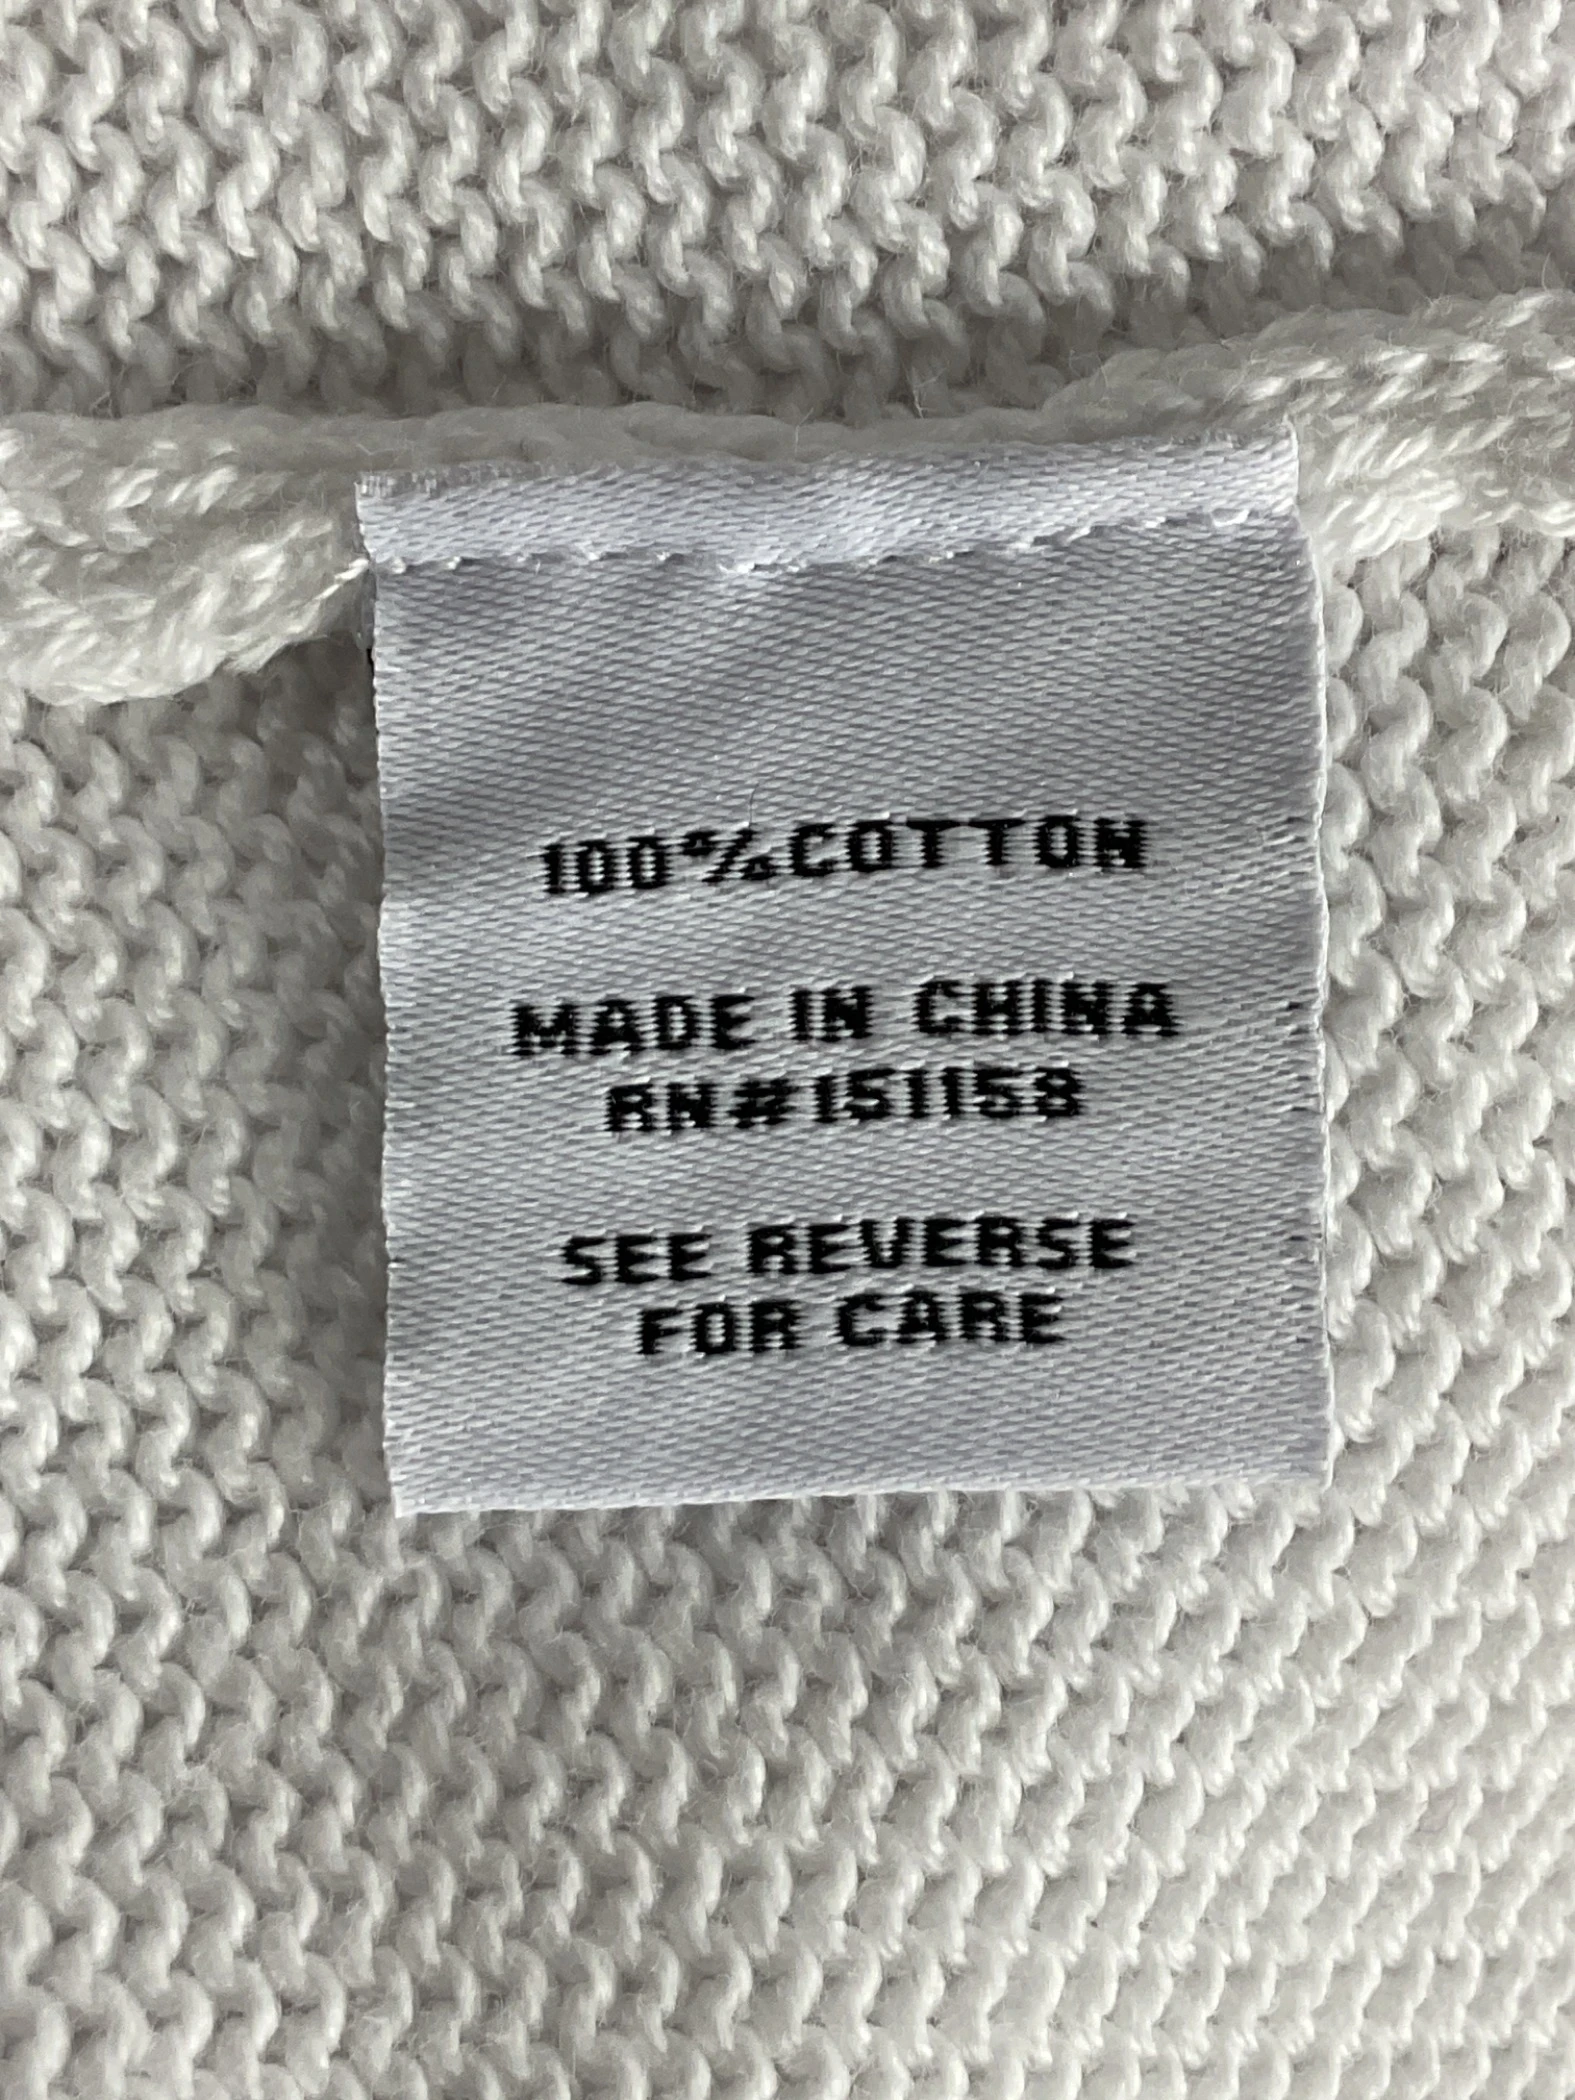 100%COTTON
MADE IN CHINA
RN#151158
SEE REVERSE
FOR CARE